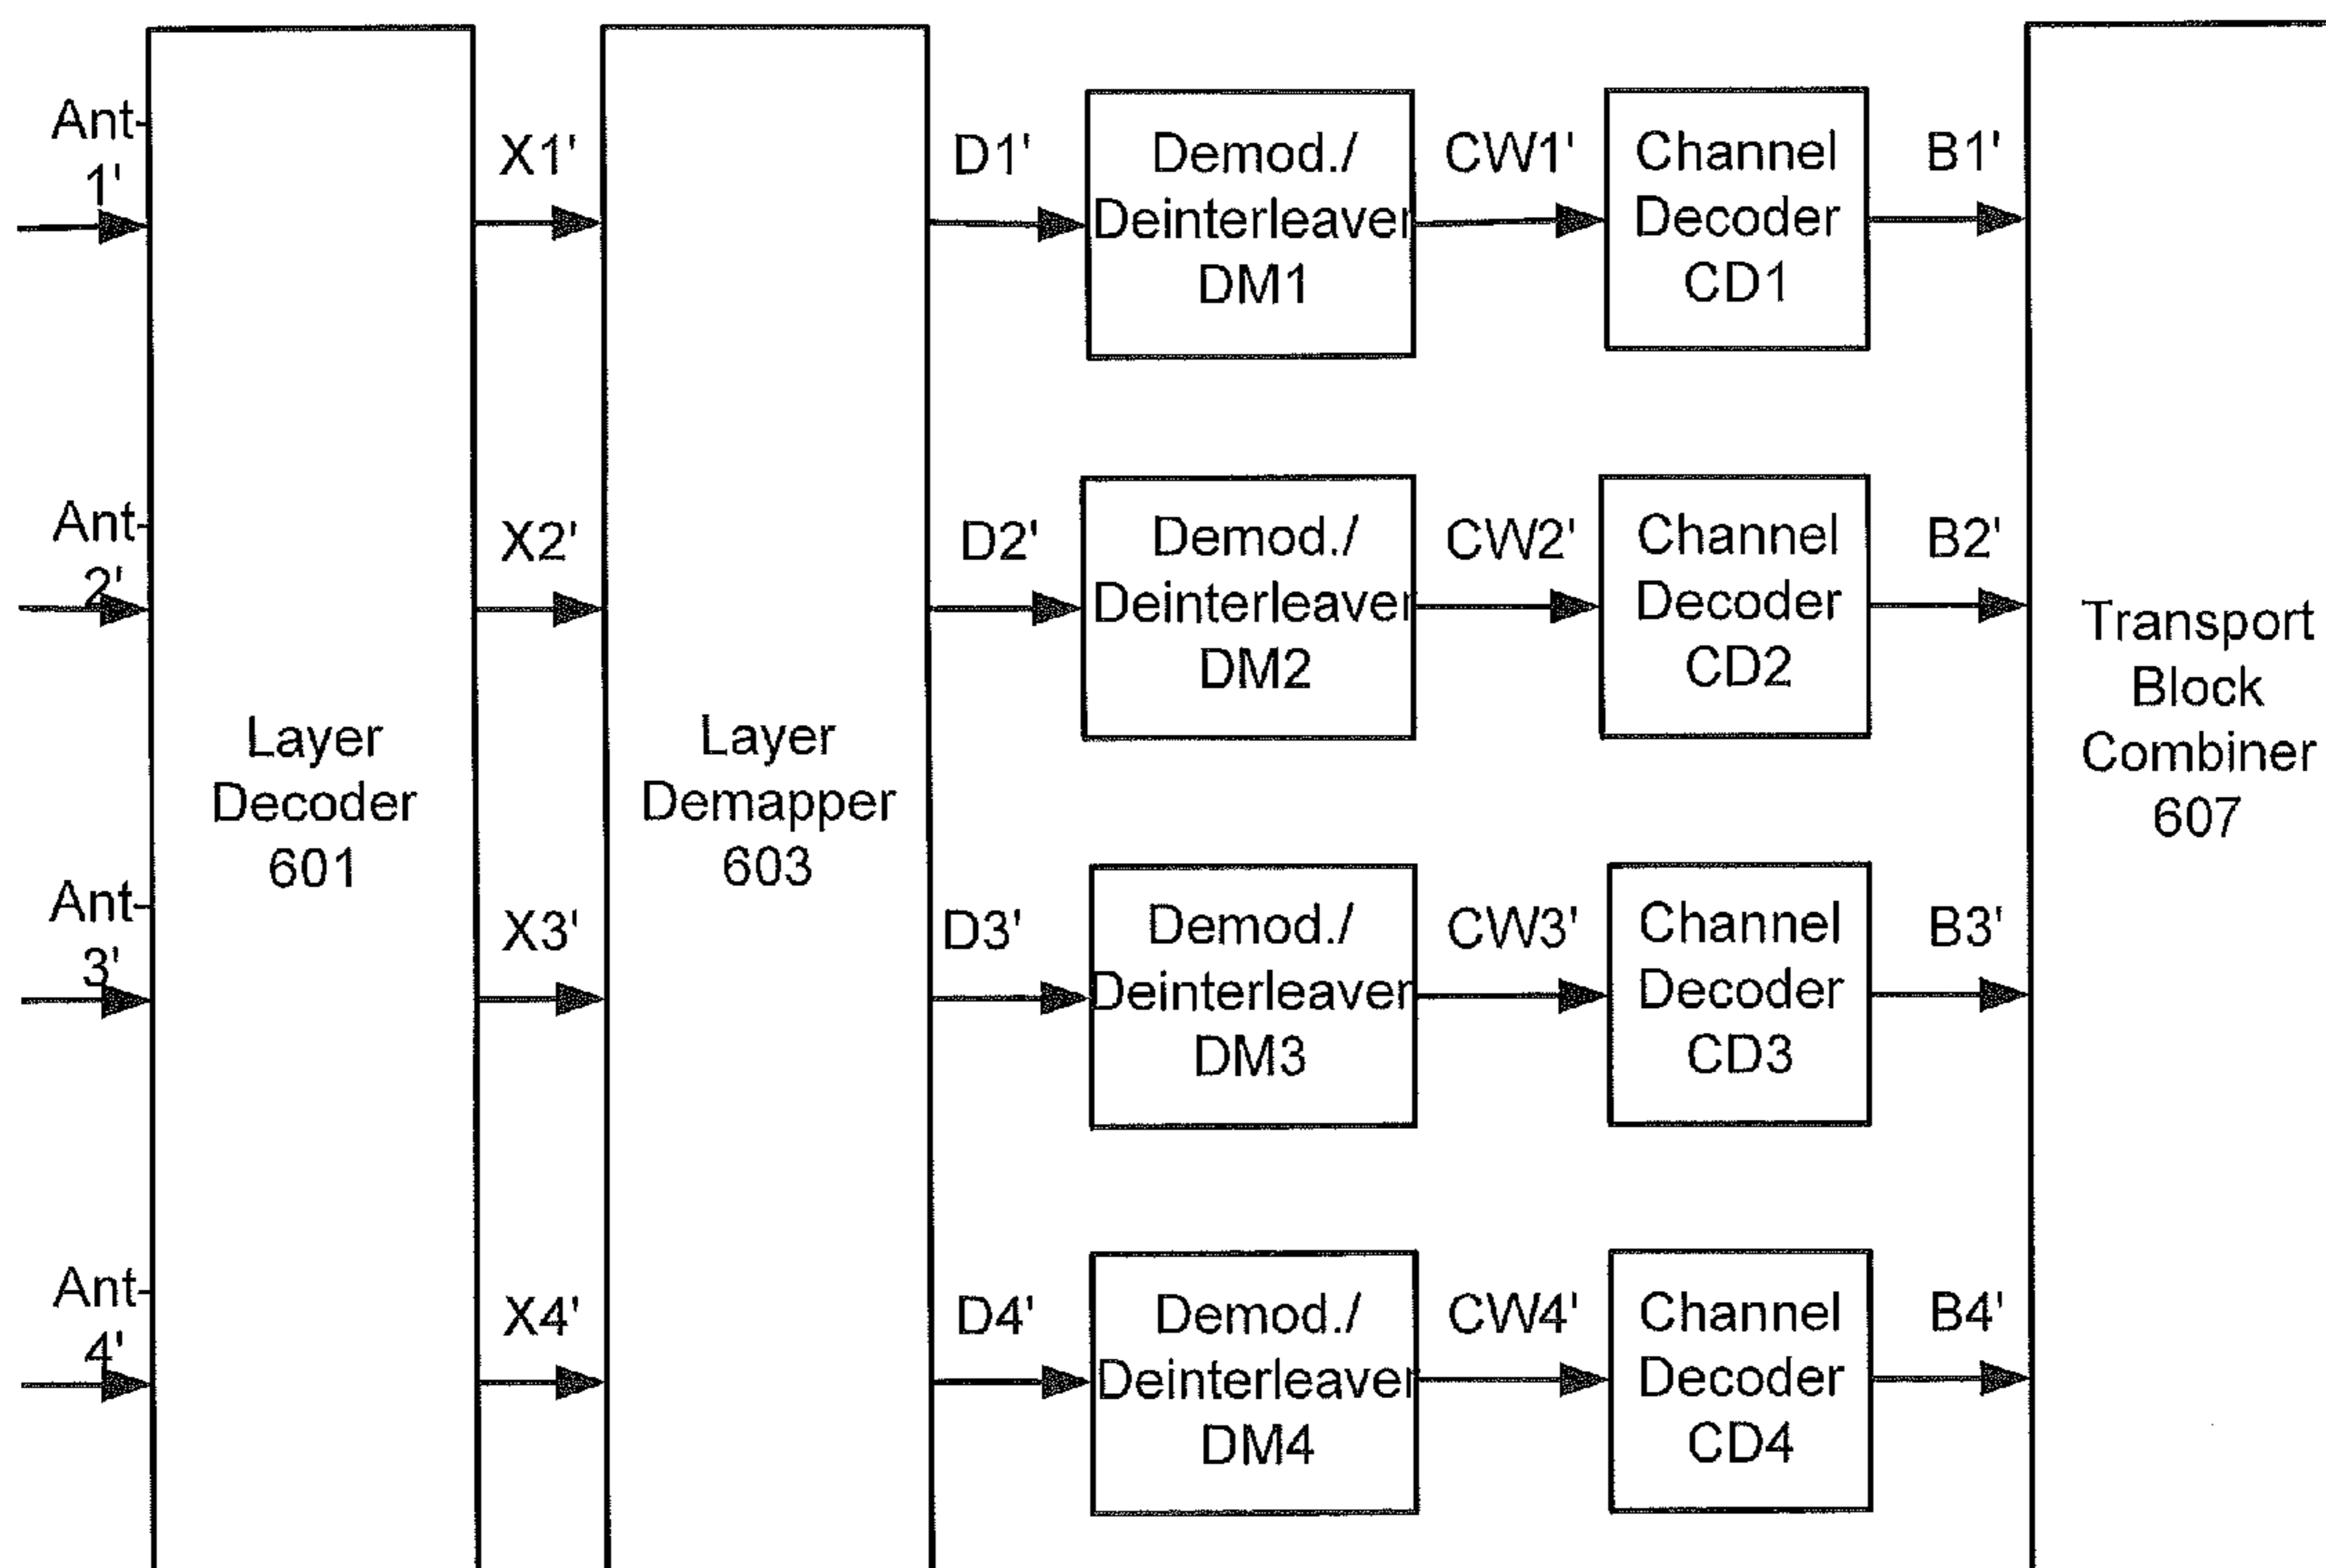 Ant-
1'
X1'
D1'
Demod./
Deinterleaver
DM1
CW1'
Channel
Decoder
CD1
B1'
Ant-
2'
X2'
D2'
Demod./
Deinterleaver
DM2
CW2'
Channel
Decoder
CD2
B2'
Layer
Decoder
601
Layer
Demapper
603
Transport
Block
Combiner
607
Ant-
3'
X3'
D3'
Demod./
Deinterleaver
DM3
CW3'
Channel
Decoder
CD3
B3'
Ant-
4'
X4'
D4'
Demod./
Deinterleaver
DM4
CW4'
Channel
Decoder
CD4
B4'